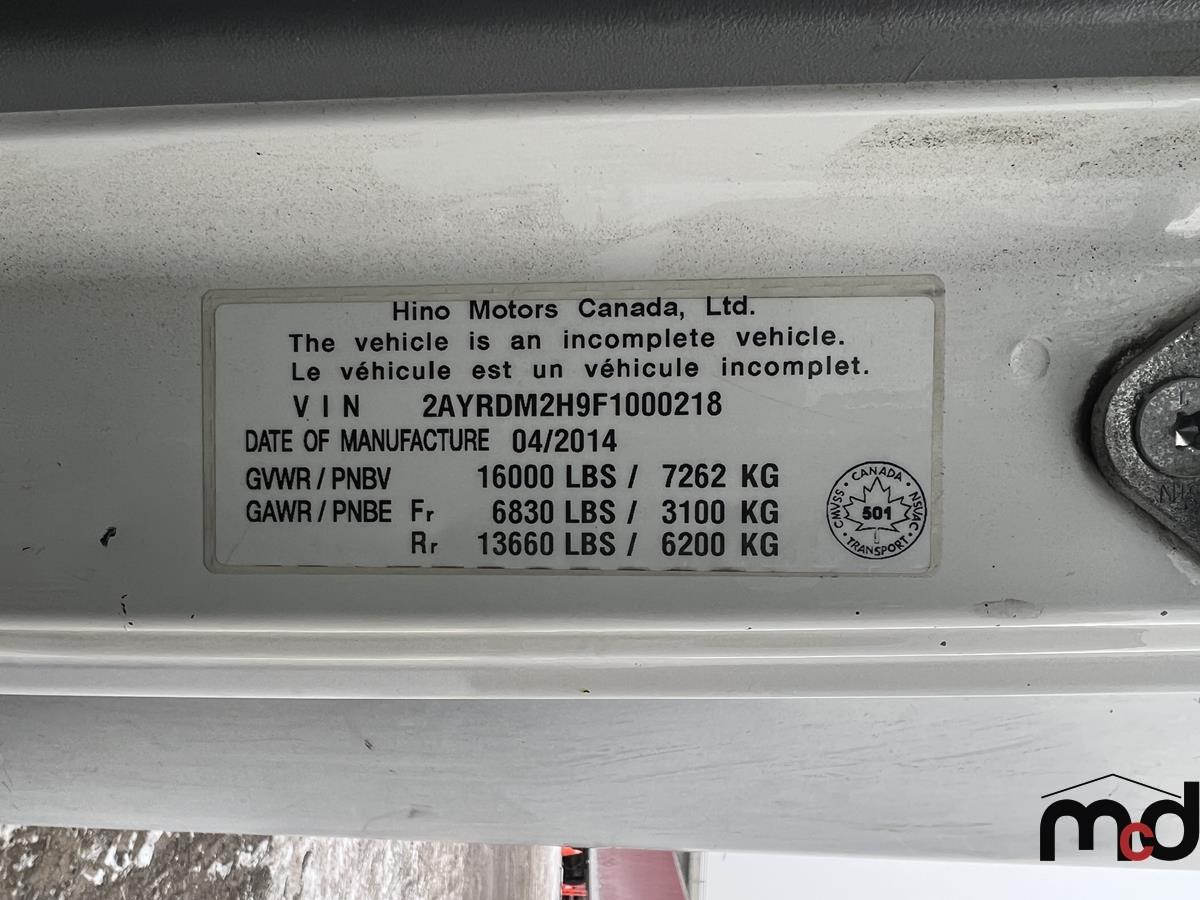 Hino Motors Canada, Ltd.
The vehicle is an incomplete vehicle.
Le véhicule est un véhicule incomplet.
VIN 2AYRDM2H9F1000218
DATE OF MANUFACTURE 04/2014
GVWR / PNBV 16000 LBS / 7262 KG
GAWR / PNBE Fr 6830 LBS / 3100 KG
Rr 13660 LBS / 6200 KG
CANADA
CMVSS 501 NSVAC
TRANSPORT
mcd